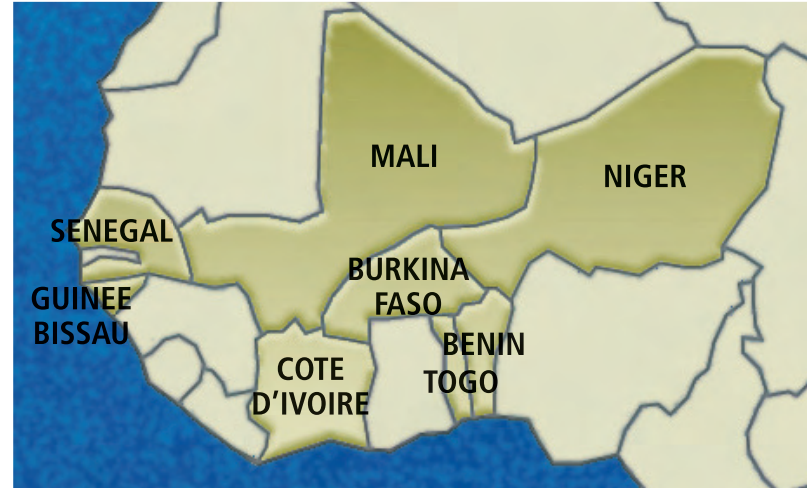 MALI
NIGER
SENEGAL
BURKINA
FASO
GUINEE
BISSAU
BENIN
COTE
D'IVOIRE
TOGO